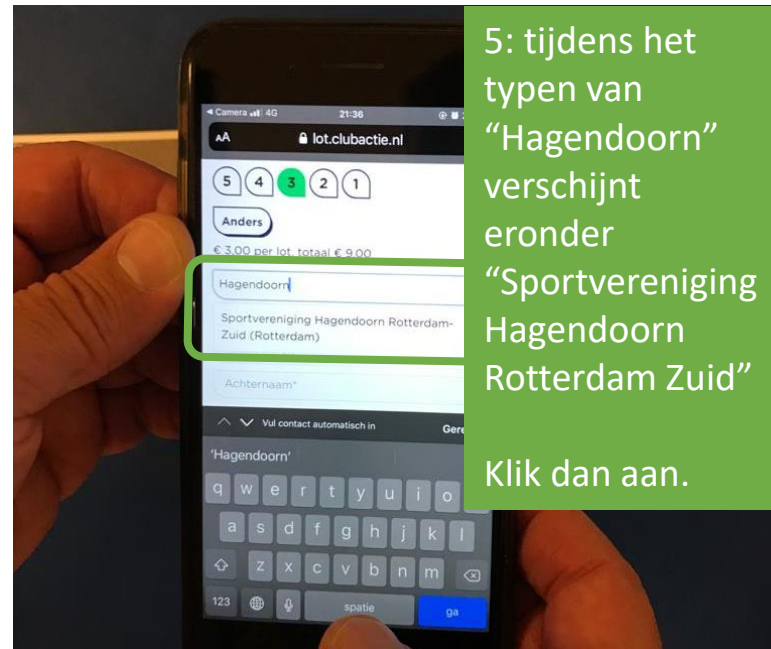 Camera 4G 21:36
AA lot.clubactie.nl
5 4 3 2 1
Anders
€ 3.00 per lot, totaal € 9.00
Hagendoorn
Sportvereniging Hagendoorn Rotterdam-
Zuid (Rotterdam)
Achternaam*
Vul contact automatisch in Gere
'Hagendoorn'
q w e r t y u i o
a s d f g h j k l
z x c v b n m
123 spatie ga
5: tijdens het
typen van
“Hagendoorn”
verschijnt
eronder
“Sportvereniging
Hagendoorn
Rotterdam Zuid”
Klik dan aan.